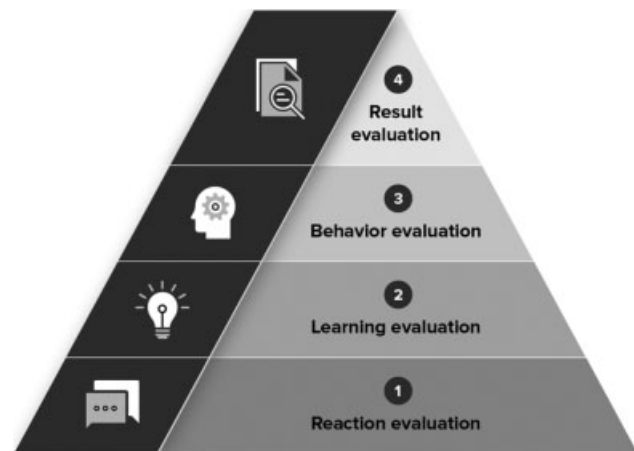 4
Result
evaluation
3
Behavior evaluation
2
Learning evaluation
1
Reaction evaluation